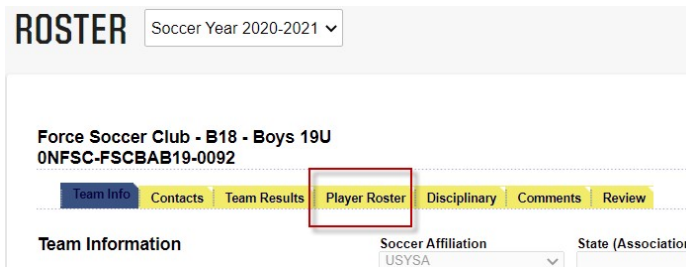 ROSTER Soccer Year 2020-2021
Force Soccer Club - B18 - Boys 19U
0NFSC-FSCBAB19-0092
Team Info Contacts Team Results Player Roster Disciplinary Comments Review
Team Information Soccer Affiliation State (Association
USYSA